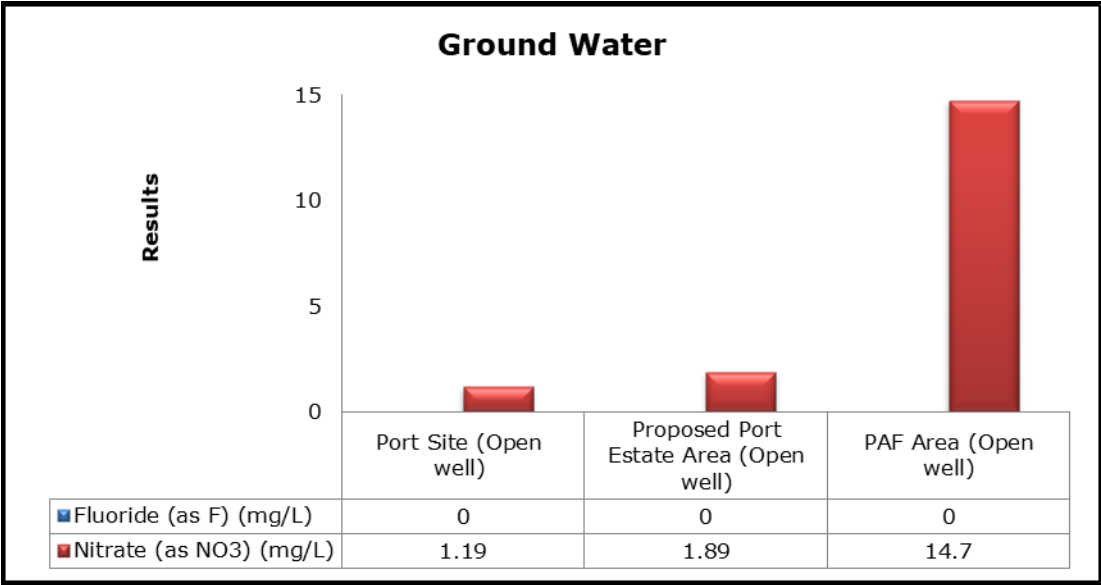 Ground Water
Results
15
10
5
0
Port Site (Open
well)
Proposed Port
Estate Area (Open
well)
PAF Area (Open
well)
Fluoride (as F) (mg/L) 0 0 0
Nitrate (as NO3) (mg/L) 1.19 1.89 14.7